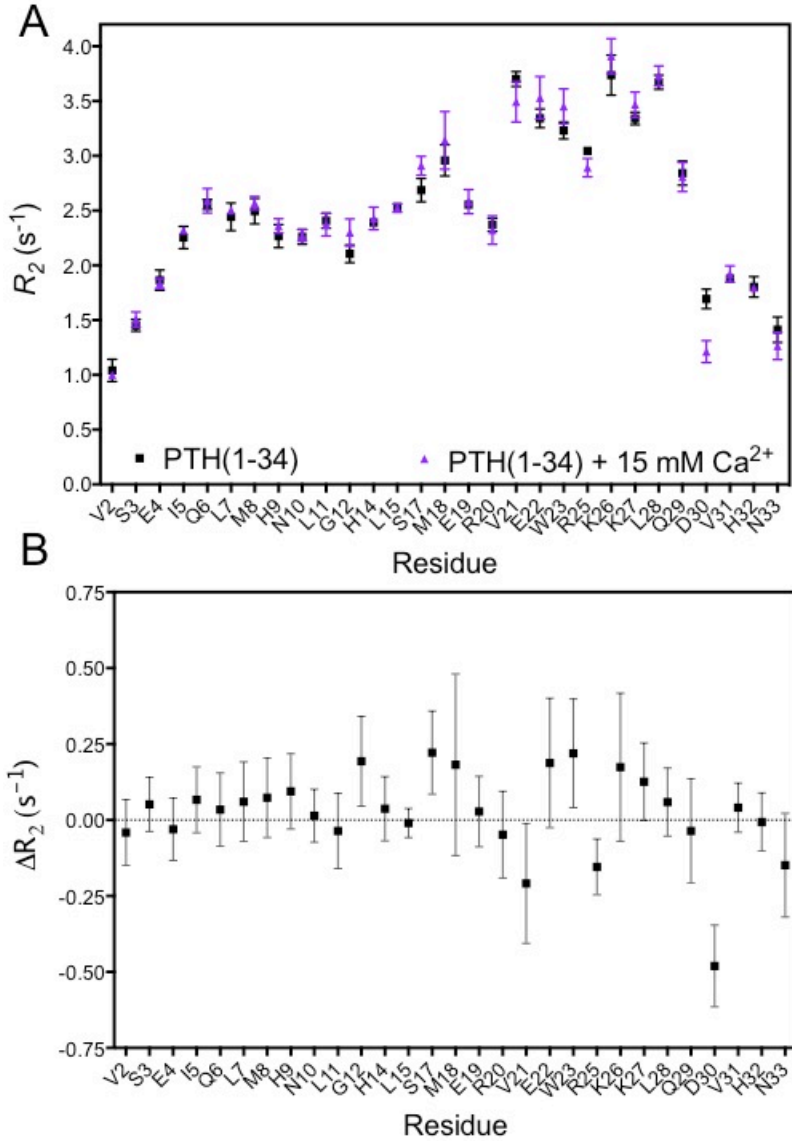 A
4.0
3.5
3.0
2.5
2.0
1.5
1.0
0.5
0.0
R2 (s-1)
PTH(1-34) PTH(1-34) + 15 mM Ca2+
V2 S3 E4 I5 Q6 L7 M8 H9 N10 L11 G12 H14 L15 S17 M18 E19 R20 V21 E22 W23 R25 K26 K27 L28 Q29 D30 V31 H32 N33
Residue
B
0.75
0.50
0.25
0.00
-0.25
-0.50
-0.75
ΔR2 (s−1)
V2 S3 E4 I5 Q6 L7 M8 H9 N10 L11 G12 H14 L15 S17 M18 E19 R20 V21 E22 W23 R25 K26 K27 L28 Q29 D30 V31 H32 N33
Residue